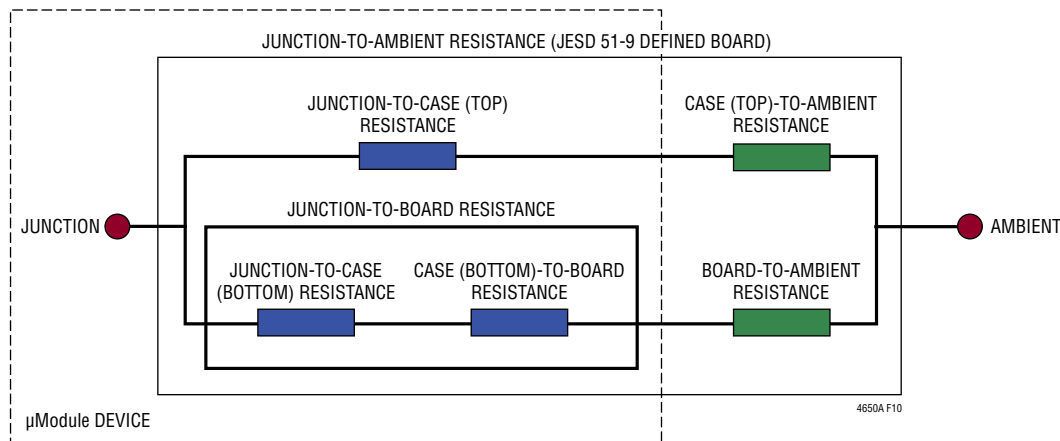 JUNCTION-TO-AMBIENT RESISTANCE (JESD 51-9 DEFINED BOARD)
JUNCTION-TO-CASE (TOP)
RESISTANCE
CASE (TOP)-TO-AMBIENT
RESISTANCE
JUNCTION
JUNCTION-TO-BOARD RESISTANCE
AMBIENT
JUNCTION-TO-CASE
(BOTTOM) RESISTANCE
CASE (BOTTOM)-TO-BOARD
RESISTANCE
BOARD-TO-AMBIENT
RESISTANCE
4650A F10
µModule DEVICE